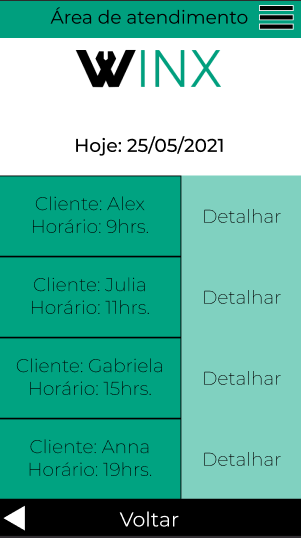 Área de atendimento
WINX
Hoje: 25/05/2021
Cliente: Alex
Horário: 9hrs.
Detalhar
Cliente: Julia
Horário: 11hrs.
Detalhar
Cliente: Gabriela
Horário: 15hrs.
Detalhar
Cliente: Anna
Horário: 19hrs.
Detalhar
Voltar